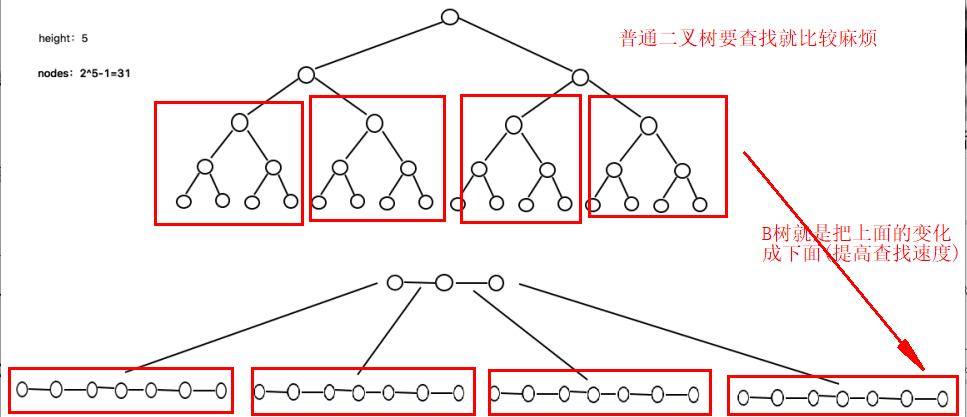 height：5
普通二叉树要查找就比较麻烦
nodes：2^5-1=31
B树就是把上面的变化
成下面(提高查找速度)